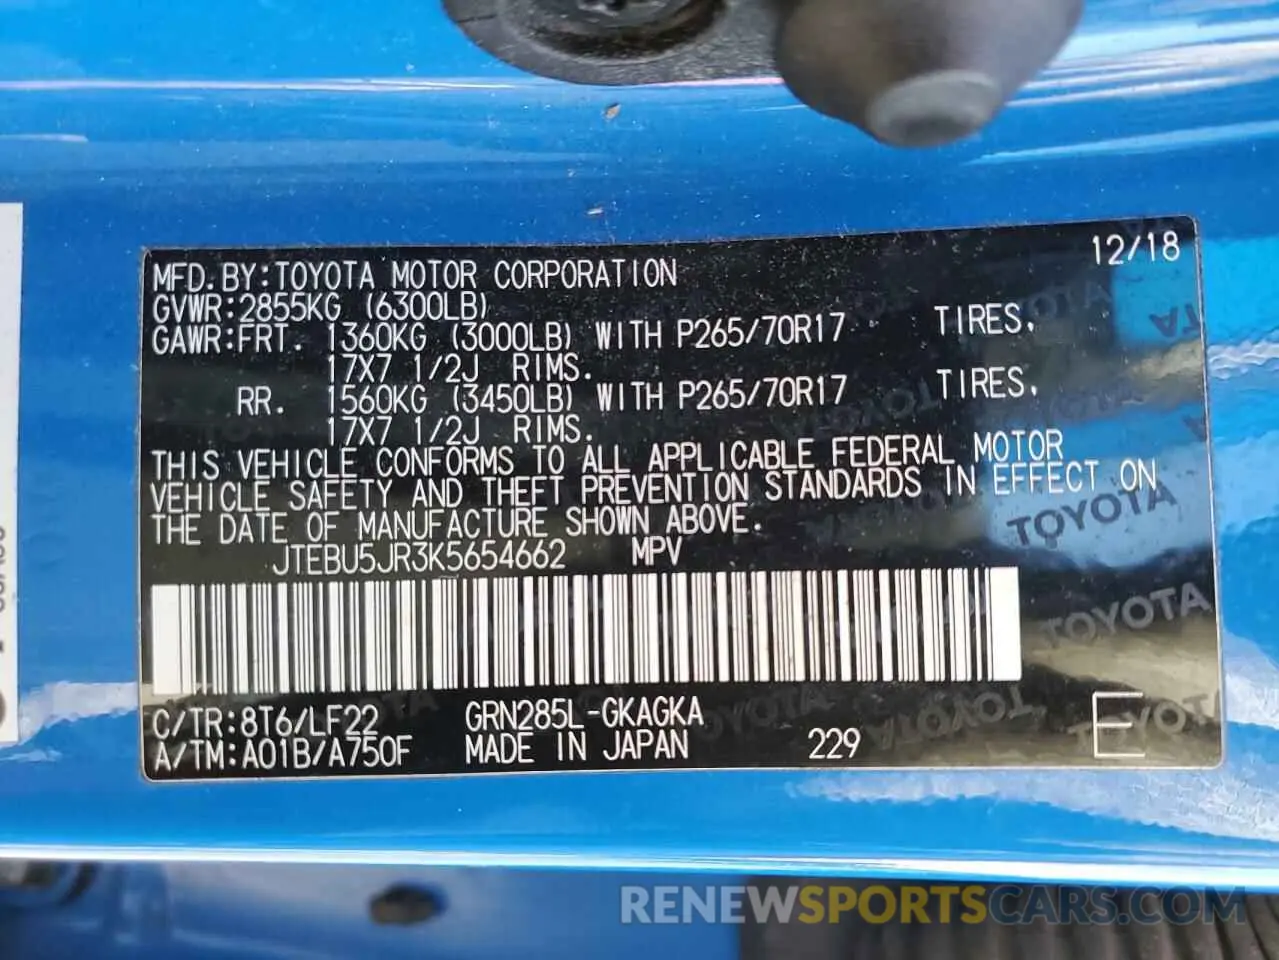 12/18
MFD.BY:TOYOTA MOTOR CORPORATION
GVWR:2855KG (6300LB)
GAWR:FRT. 1360KG (3000LB) WITH P265/70R17 TIRES,
17X7 1/2J RIMS.
RR. 1560KG (3450LB) WITH P265/70R17 TIRES,
17X7 1/2J RIMS.
THIS VEHICLE CONFORMS TO ALL APPLICABLE FEDERAL MOTOR
VEHICLE SAFETY AND THEFT PREVENTION STANDARDS IN EFFECT ON
THE DATE OF MANUFACTURE SHOWN ABOVE.
JTEBU5JR3K5654662 MPV
TOYOTA
TOYOTA
C/TR:8T6/LF22 GRN285L-GKAGKA
A/TM:A01B/A750F MADE IN JAPAN 229 E
RENEWSPORTSCARS.COM